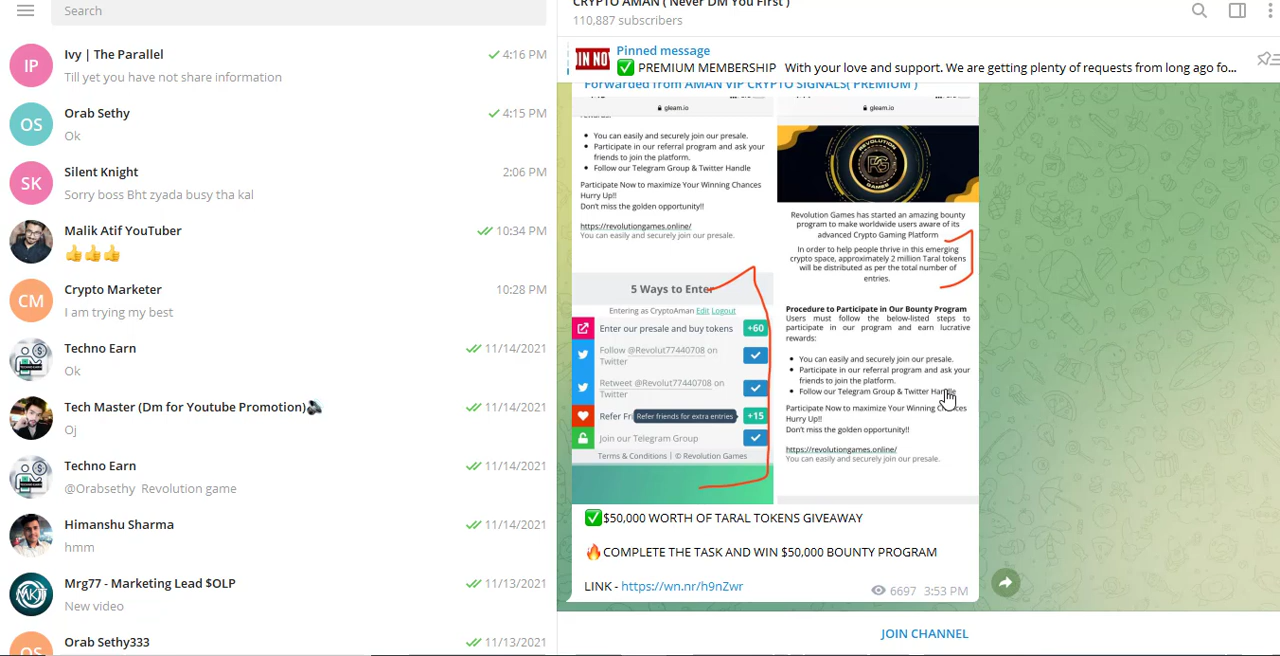 Search
IP
Ivy | The Parallel
4:16 PM
Till yet you have not share information
OS
Orab Sethy
4:15 PM
Ok
SK
Silent Knight
2:06 PM
Sorry boss Bht zyada busy tha kal
Malik Atif YouTuber
10:34 PM
👍👍👍
CM
Crypto Marketer
10:28 PM
I am trying my best
Techno Earn
11/14/2021
Ok
Tech Master (Dm for Youtube Promotion)🔊
11/14/2021
Oj
Techno Earn
11/14/2021
@Orabsethy Revolution game
Himanshu Sharma
11/14/2021
hmm
Mrg77 - Marketing Lead $OLP
11/13/2021
New video
OS
Orab Sethy333
11/13/2021
CRYPTO AMAN ( Never DM You First )
110,887 subscribers
IN NO
Pinned message
✅ PREMIUM MEMBERSHIP With your love and support. We are getting plenty of requests from long ago fo...
Forwarded from AMAN VIP CRYPTO SIGNALS( PREMIUM )
gleam.io
• You can easily and securely join our presale.
• Participate in our referral program and ask your
friends to join the platform.
• Follow our Telegram Group & Twitter Handle
Participate Now to maximize Your Winning Chances
Hurry Up!!
Don't miss the golden opportunity!!
https://revolutiongames.online/
You can easily and securely join our presale.
5 Ways to Enter
Entering as CryptoAman Edit Logout
Enter our presale and buy tokens
+60
Follow @Revolut77440708 on
Twitter
Retweet @Revolut77440708 on
Twitter
Refer Fri
Refer friends for extra entries
+15
Join our Telegram Group
Terms & Conditions | © Revolution Games
gleam.io
REVOLUTION
RG
GAMES
Revolution Games has started an amazing bounty
program to make worldwide users aware of its
advanced Crypto Gaming Platform
In order to help people thrive in this emerging
crypto space, approximately 2 million Taral tokens
will be distributed as per the total number of
entries.
Procedure to Participate in Our Bounty Program
Users must follow the below-listed steps to
participate in our program and earn lucrative
rewards:
• You can easily and securely join our presale.
• Participate in our referral program and ask your
friends to join the platform.
• Follow our Telegram Group & Twitter Handle
Participate Now to maximize Your Winning Chances
Hurry Up!!
Don't miss the golden opportunity!!
https://revolutiongames.online/
You can easily and securely join our presale.
✅$50,000 WORTH OF TARAL TOKENS GIVEAWAY
🔥COMPLETE THE TASK AND WIN $50,000 BOUNTY PROGRAM
LINK - https://wn.nr/h9nZwr
6697 3:53 PM
JOIN CHANNEL